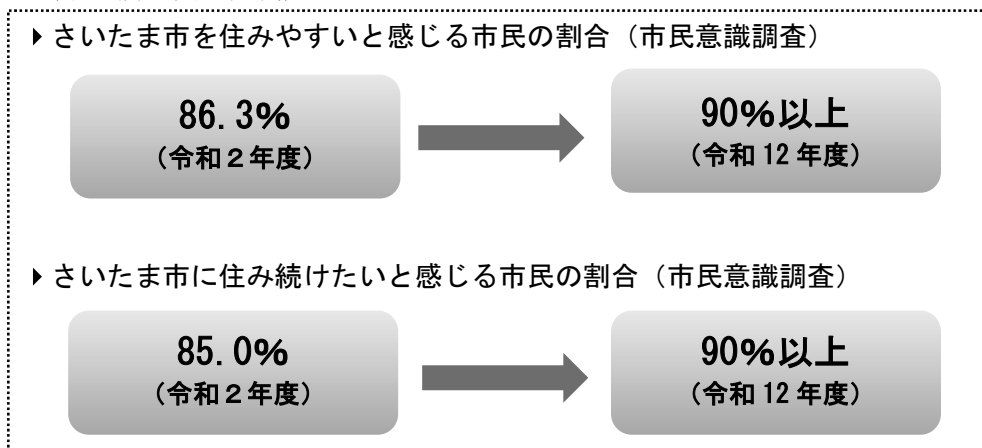 さいたま市を住みやすいと感じる市民の割合（市民意識調査）
86.3%
（令和２年度）
90%以上
（令和12年度）
さいたま市に住み続けたいと感じる市民の割合（市民意識調査）
85.0%
（令和２年度）
90%以上
（令和12年度）